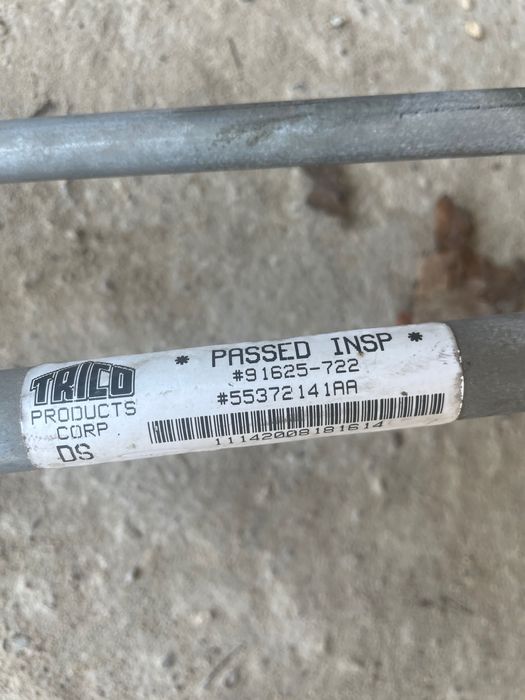 TRICO
PRODUCTS
CORP
DS
* PASSED INSP *
#91625-722
#55372141AA
11142008181614